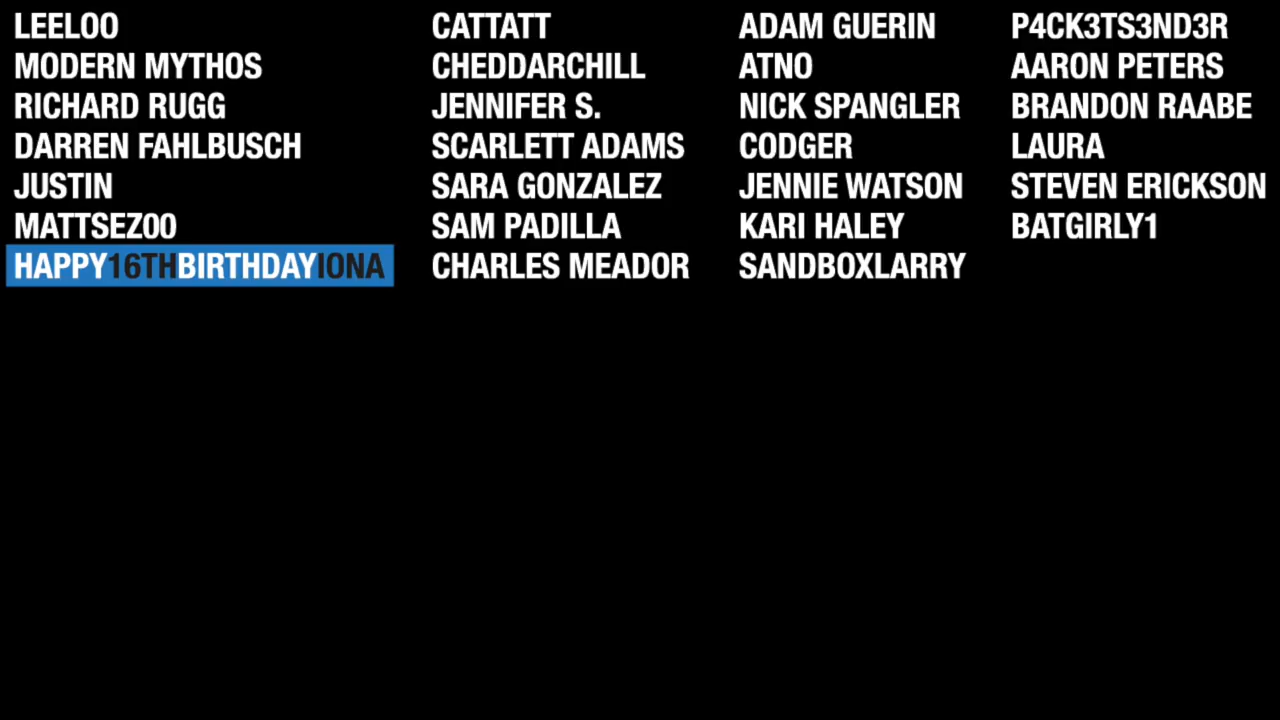 LEELOO
MODERN MYTHOS
RICHARD RUGG
DARREN FAHLBUSCH
JUSTIN
MATTSEZ00
HAPPY16THBIRTHDAYIONA
CATTATT
CHEDDARCHILL
JENNIFER S.
SCARLETT ADAMS
SARA GONZALEZ
SAM PADILLA
CHARLES MEADOR
ADAM GUERIN
ATNO
NICK SPANGLER
CODGER
JENNIE WATSON
KARI HALEY
SANDBOXLARRY
P4CK3TS3ND3R
AARON PETERS
BRANDON RAABE
LAURA
STEVEN ERICKSON
BATGIRLY1